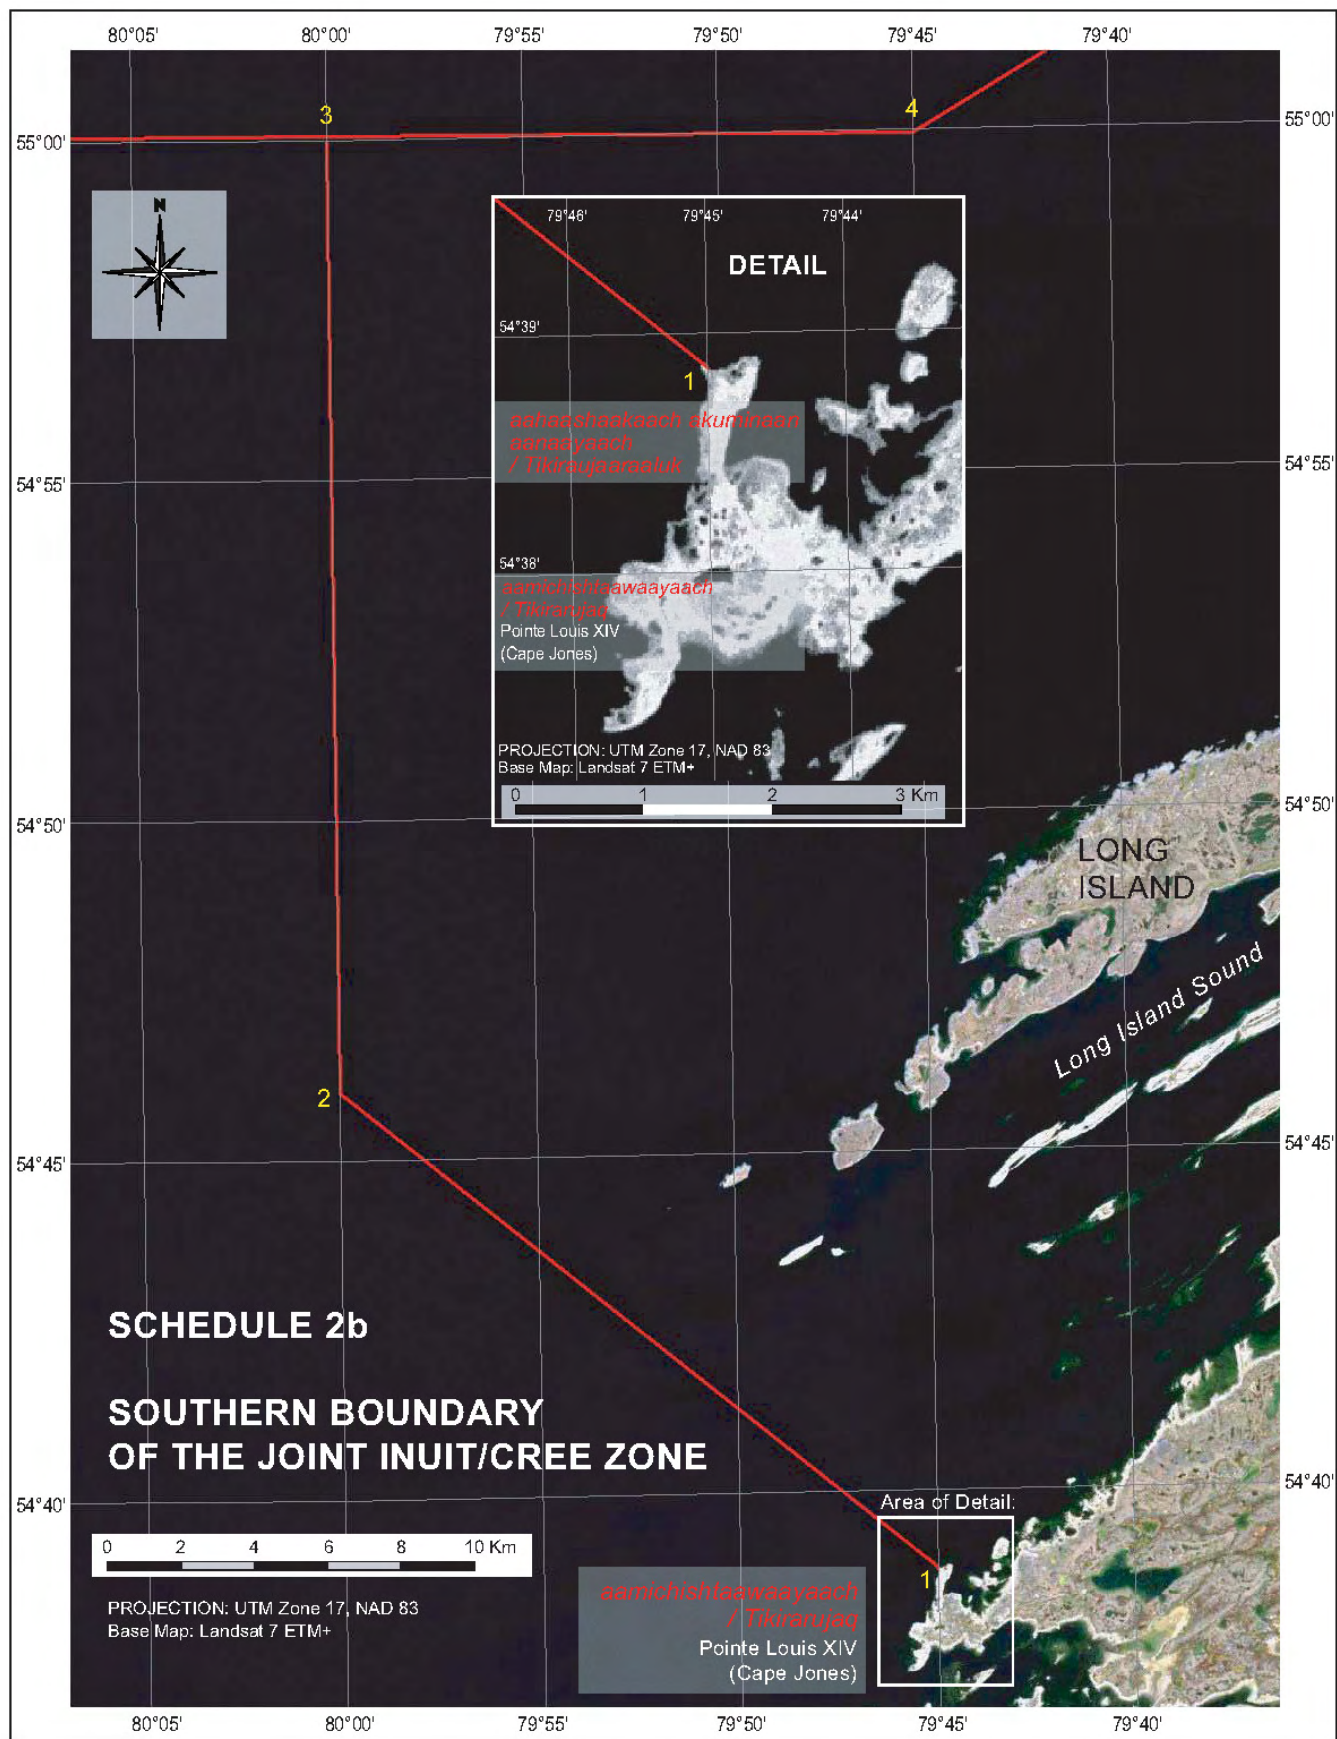 80°05' 80°00' 79°55' 79°50' 79°45' 79°40'
3
4
55°00'
55°00'
N
79°46' 79°45' 79°44'
DETAIL
54°39'
1
aahaashaakaach akuminaan
aanaayaach
/ Tikiraujaaraaluk
54°55'
54°55'
54°38'
aamichishtaawaayaach
/ Tikirarujaq
Pointe Louis XIV
(Cape Jones)
PROJECTION: UTM Zone 17, NAD 83
Base Map: Landsat 7 ETM+
0 1 2 3 Km
54°50'
54°50'
LONG
ISLAND
Long Island Sound
2
54°45'
54°45'
SCHEDULE 2b
SOUTHERN BOUNDARY
OF THE JOINT INUIT/CREE ZONE
54°40'
54°40'
Area of Detail:
0 2 4 6 8 10 Km
1
aamichishtaawaayaach
/ Tikirarujaq
Pointe Louis XIV
(Cape Jones)
PROJECTION: UTM Zone 17, NAD 83
Base Map: Landsat 7 ETM+
80°05' 80°00' 79°55' 79°50' 79°45' 79°40'